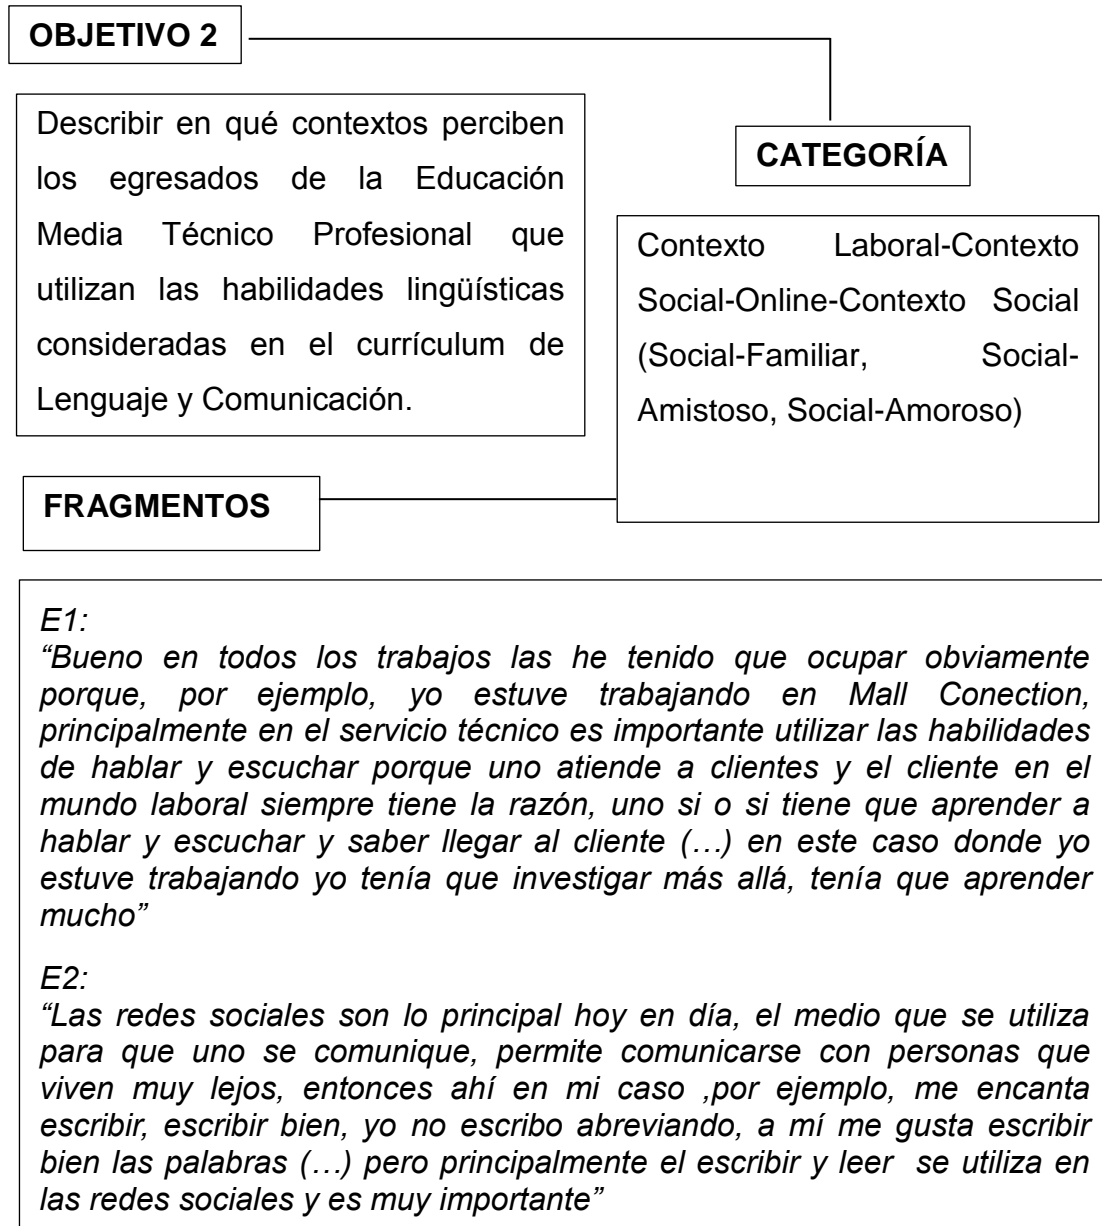 OBJETIVO 2
Describir en qué contextos perciben
los egresados de la Educación
Media Técnico Profesional que
utilizan las habilidades lingüísticas
consideradas en el currículum de
Lenguaje y Comunicación.
CATEGORÍA
Contexto Laboral-Contexto
Social-Online-Contexto Social
(Social-Familiar, Social-
Amistoso, Social-Amoroso)
FRAGMENTOS
E1:
“Bueno en todos los trabajos las he tenido que ocupar obviamente
porque, por ejemplo, yo estuve trabajando en Mall Conection,
principalmente en el servicio técnico es importante utilizar las habilidades
de hablar y escuchar porque uno atiende a clientes y el cliente en el
mundo laboral siempre tiene la razón, uno si o si tiene que aprender a
hablar y escuchar y saber llegar al cliente (…) en este caso donde yo
estuve trabajando yo tenía que investigar más allá, tenía que aprender
mucho”
E2:
“Las redes sociales son lo principal hoy en día, el medio que se utiliza
para que uno se comunique, permite comunicarse con personas que
viven muy lejos, entonces ahí en mi caso ,por ejemplo, me encanta
escribir, escribir bien, yo no escribo abreviando, a mí me gusta escribir
bien las palabras (…) pero principalmente el escribir y leer se utiliza en
las redes sociales y es muy importante”